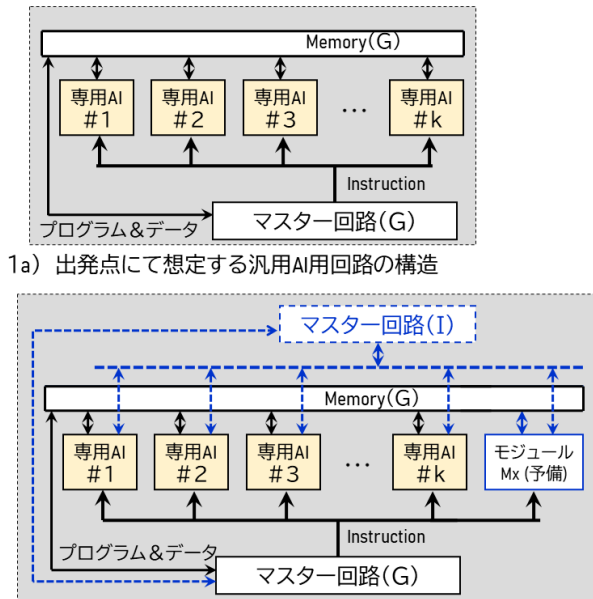 Memory(G)
専用AI
#1
専用AI
#2
専用AI
#3
…
専用AI
#k
Instruction
プログラム&データ
マスター回路(G)
1a) 出発点にて想定する汎用AI用回路の構造
マスター回路(I)
Memory(G)
専用AI
#1
専用AI
#2
専用AI
#3
…
専用AI
#k
モジュール
Mx (予備)
Instruction
プログラム&データ
マスター回路(G)